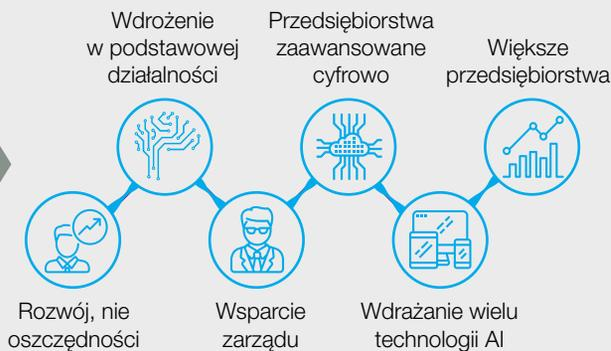 Wdrożenie
w podstawowej
działalności
Przedsiębiorstwa
zaawansowane
cyfrowo
Większe
przedsiębiorstwa
Rozwój, nie
oszczędności
Wsparcie
zarządu
Wdrażanie wielu
technologii AI